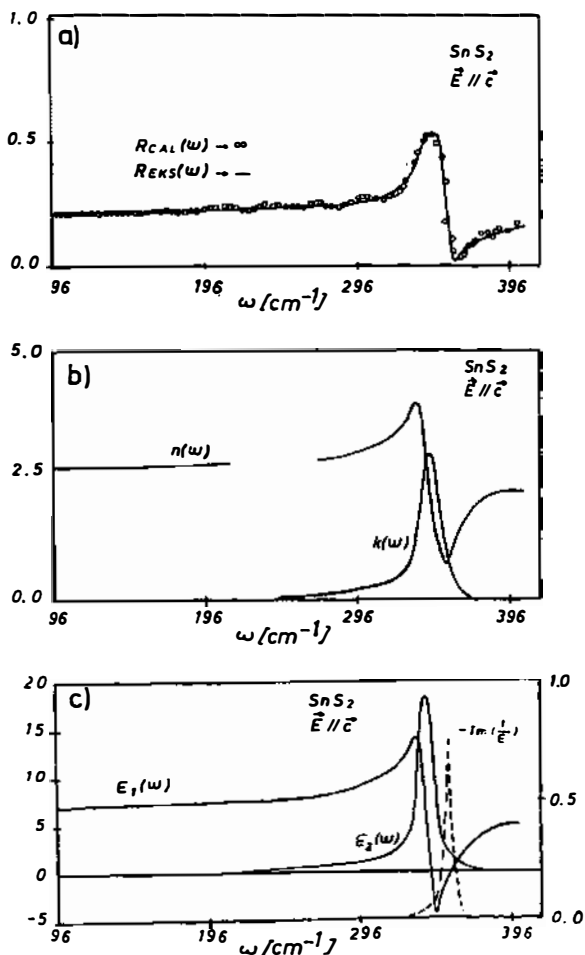 a)
1.0
SnS2
E // c
RCAL(ω) → ∞
REKS(ω) → —
0.5
0.0
96 196 296 396
ω [cm-1]
b)
5.0
SnS2
E // c
n(ω)
2.5
k(ω)
0.0
96 196 296 396
ω [cm-1]
c)
20 1.0
SnS2
E // c
-Im(1/E)
15
E1(ω)
10
0.5
5
ε2(ω)
0
-5 0.0
96 196 296 396
ω [cm-1]